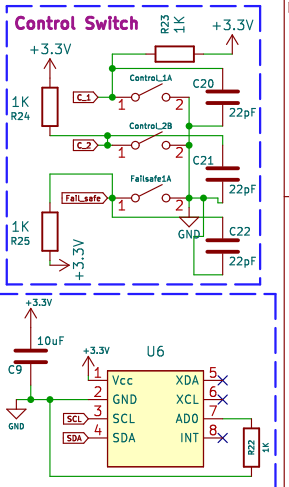 Control Switch
R23
1K
+3.3V
+3.3V
Control_1A
C20
C_1
1
2
22pF
1K
R24
Control_2B
C_2
1
2
C21
22pF
Failsafe1A
Fail_safe
1
2
1K
R25
GND
C22
22pF
+3.3V
+3.3V
10uF
C9
+3.3V
U6
GND
1 Vcc XDA 5
2 GND XCL 6
SCL 3 SCL AD0 7
SDA 4 SDA INT 8
R22
1K